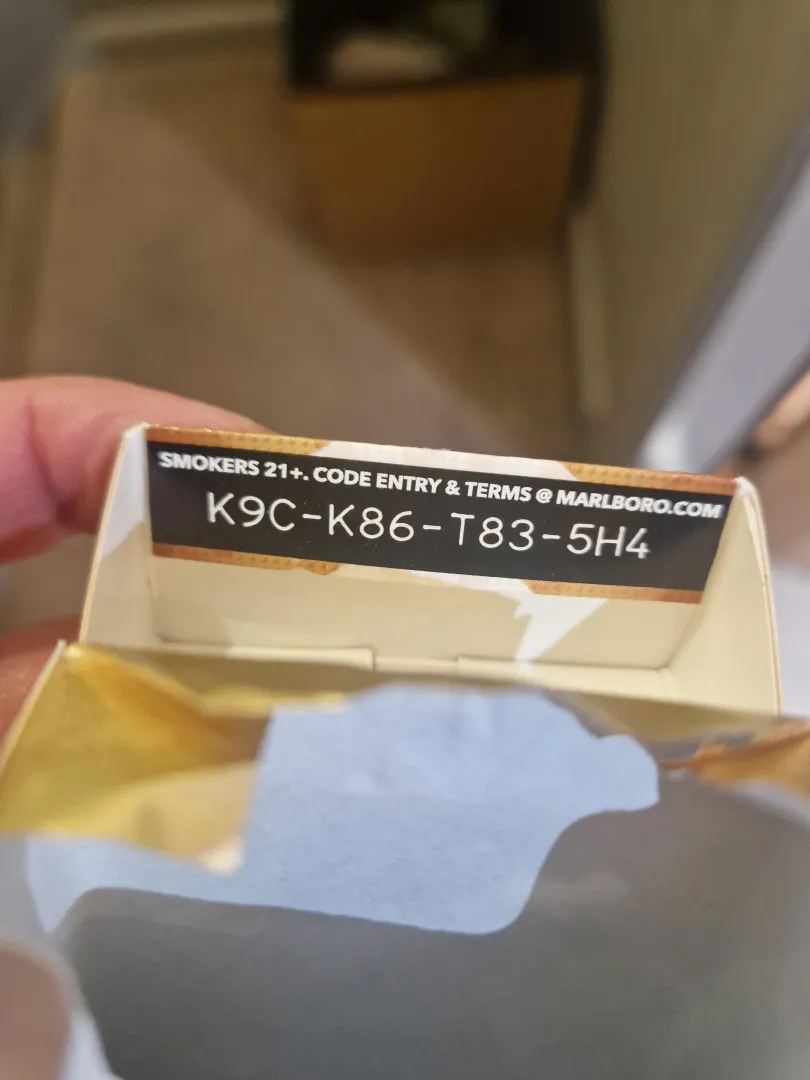 SMOKERS 21+. CODE ENTRY & TERMS @ MARLBORO.COM
K9C-K86-T83-5H4